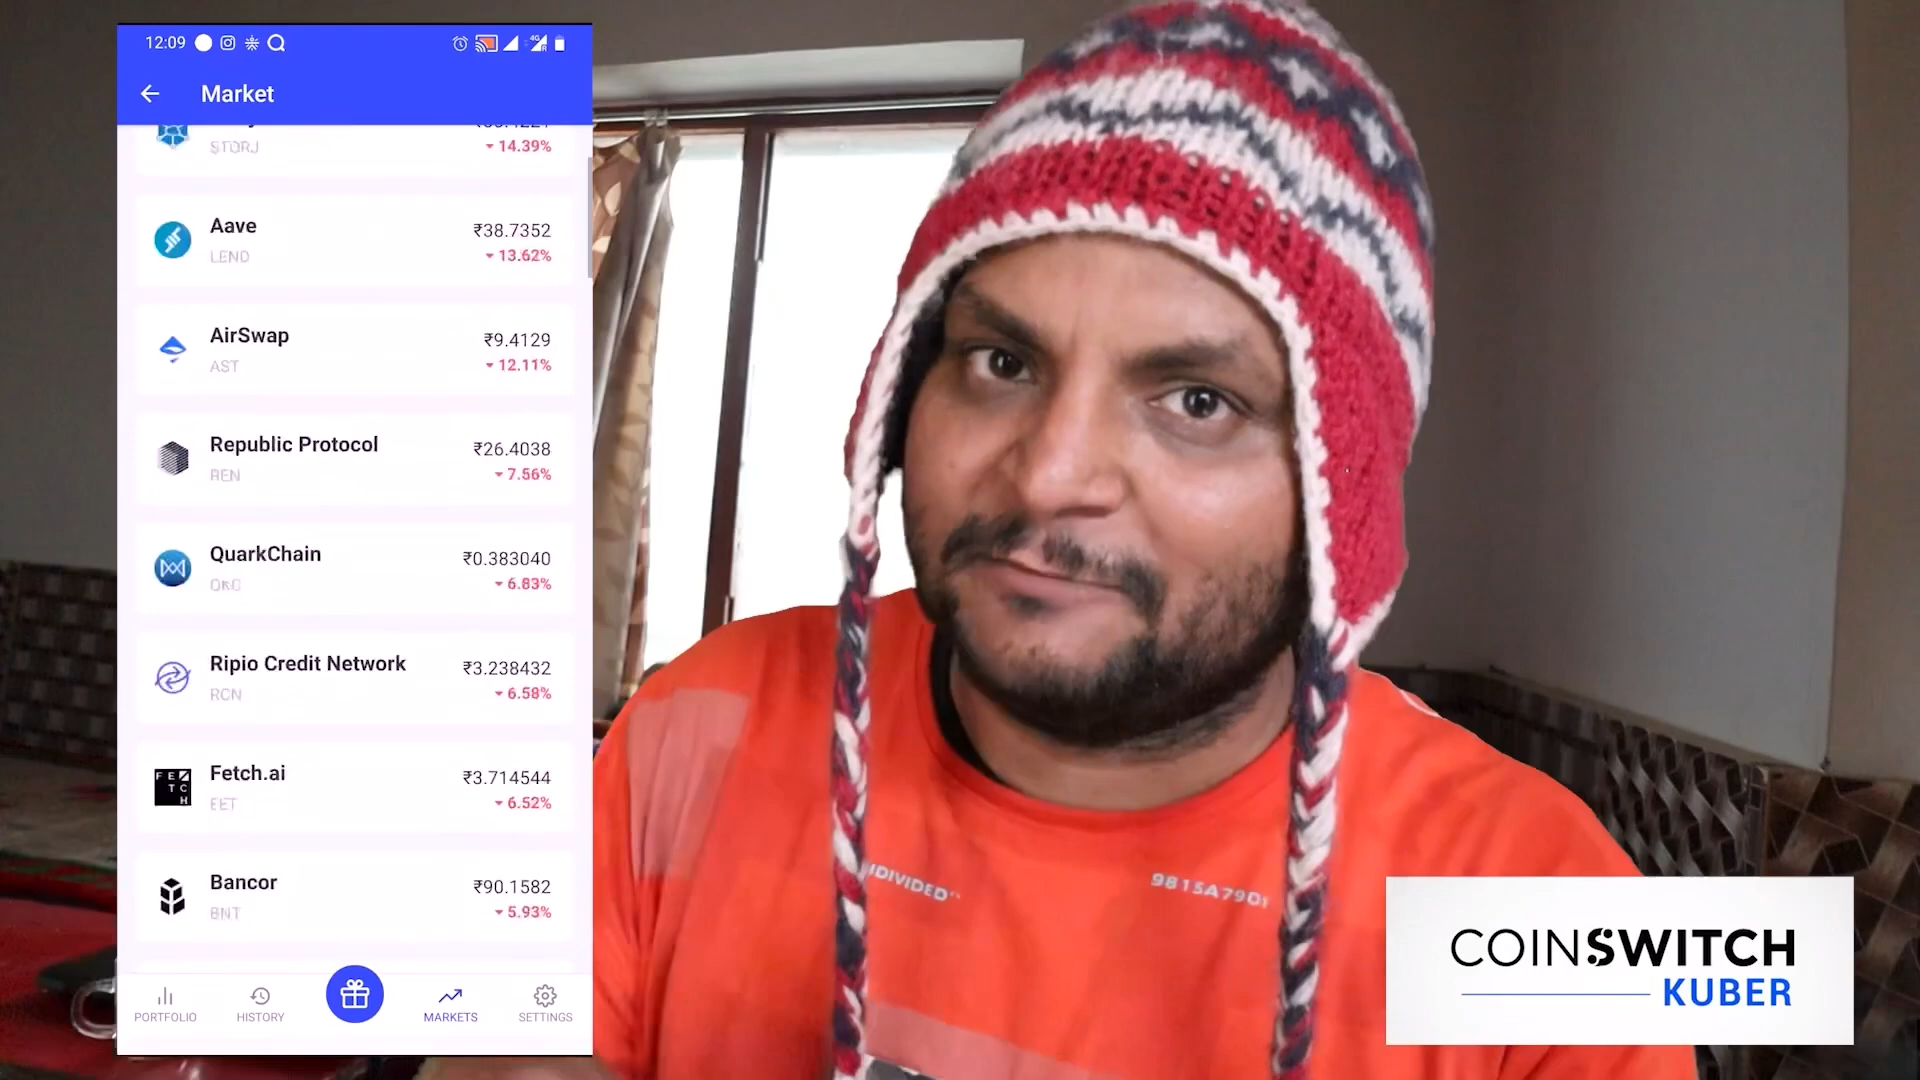 12:09
4G
Market
STORJ
14.39%
Aave
₹38.7352
LEND
13.62%
AirSwap
₹9.4129
AST
12.11%
Republic Protocol
₹26.4038
REN
7.56%
QuarkChain
₹0.383040
QKC
6.83%
Ripio Credit Network
₹3.238432
RCN
6.58%
FETCH
Fetch.ai
₹3.714544
FET
6.52%
Bancor
₹90.1582
BNT
5.93%
PORTFOLIO
HISTORY
MARKETS
SETTINGS
COINSWITCH
KUBER